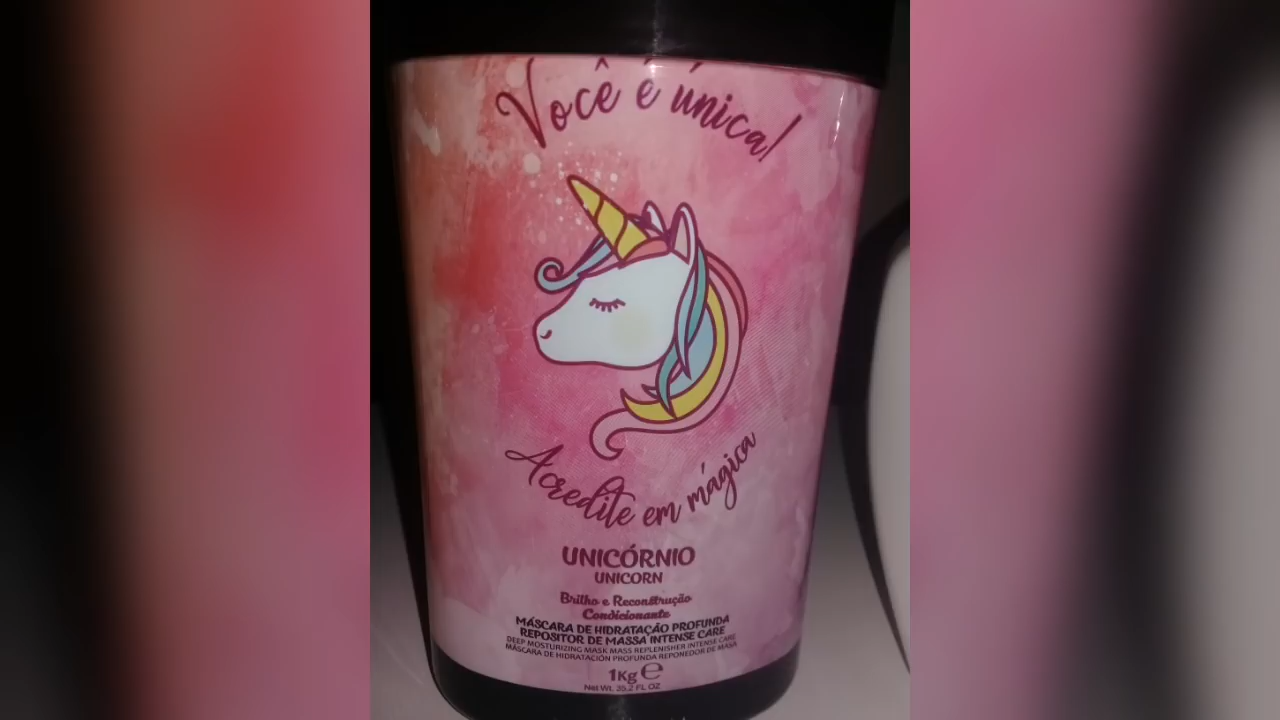 Você é única!
Acredite em mágica
UNICÓRNIO
UNICORN
Brilho e Reconstrução
Condicionante
MÁSCARA DE HIDRATAÇÃO PROFUNDA
REPOSITOR DE MASSA INTENSE CARE
DEEP MOSTURIZING MASK MASS REPLENISHER INTENSE CARE
MÁSCARA DE HIDRATACIÓN PROFUNDA REPONEDOR DE MASA
1Kg ℮
Net Wt. 35.2 FL OZ